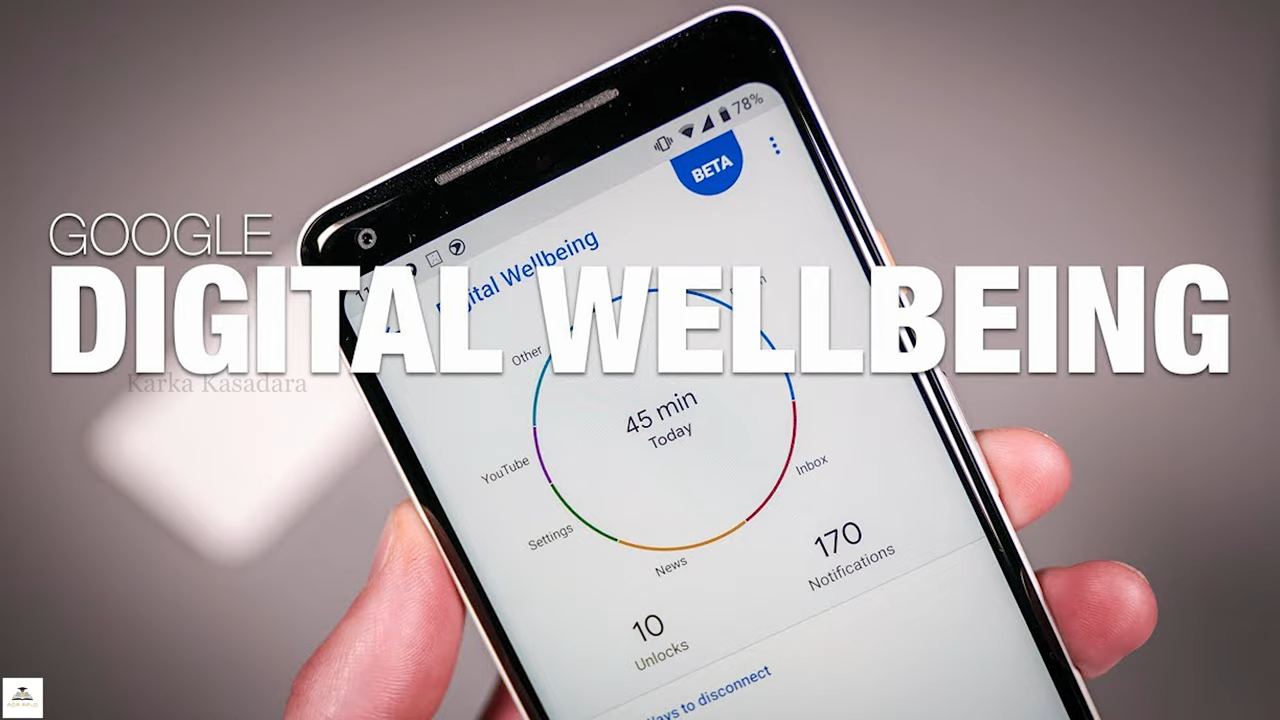 78%
BETA
GOOGLE
Digital Wellbeing
DIGITAL WELLBEING
Karka Kasadara
Other
45 min
Today
YouTube
Inbox
Settings
News
170
Notifications
10
Unlocks
Ways to disconnect